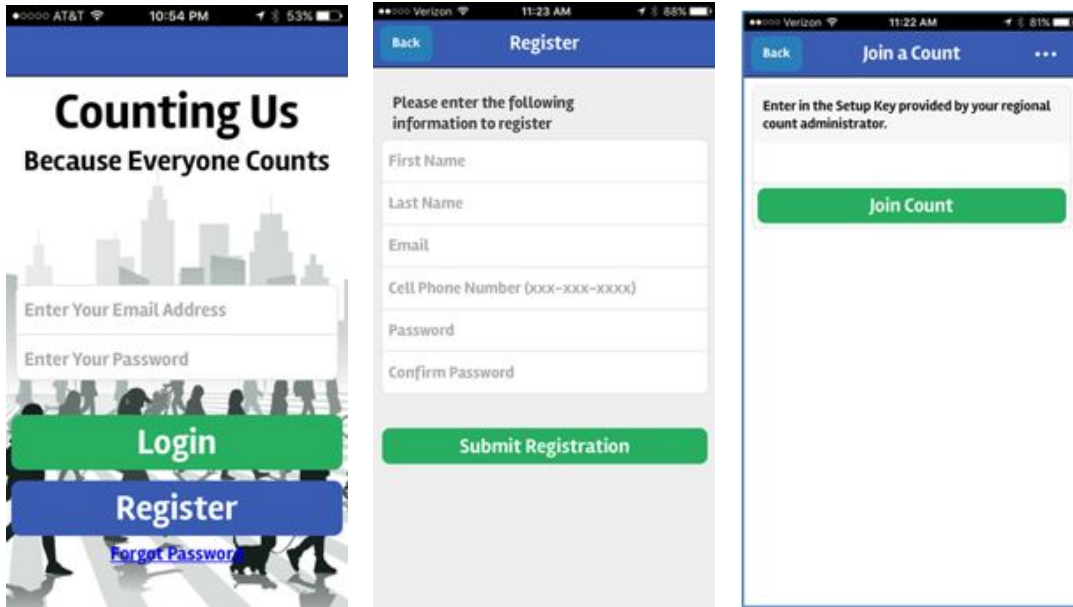 ●○○○○ AT&T 10:54 PM 53%
Counting Us
Because Everyone Counts
Enter Your Email Address
Enter Your Password
Login
Register
Forgot Password
●●○○○ Verizon 11:23 AM 88%
Back Register
Please enter the following
information to register
First Name
Last Name
Email
Cell Phone Number (xxx-xxx-xxxx)
Password
Confirm Password
Submit Registration
●●○○○ Verizon 11:22 AM 81%
Back Join a Count •••
Enter in the Setup Key provided by your regional
count administrator.
Join Count